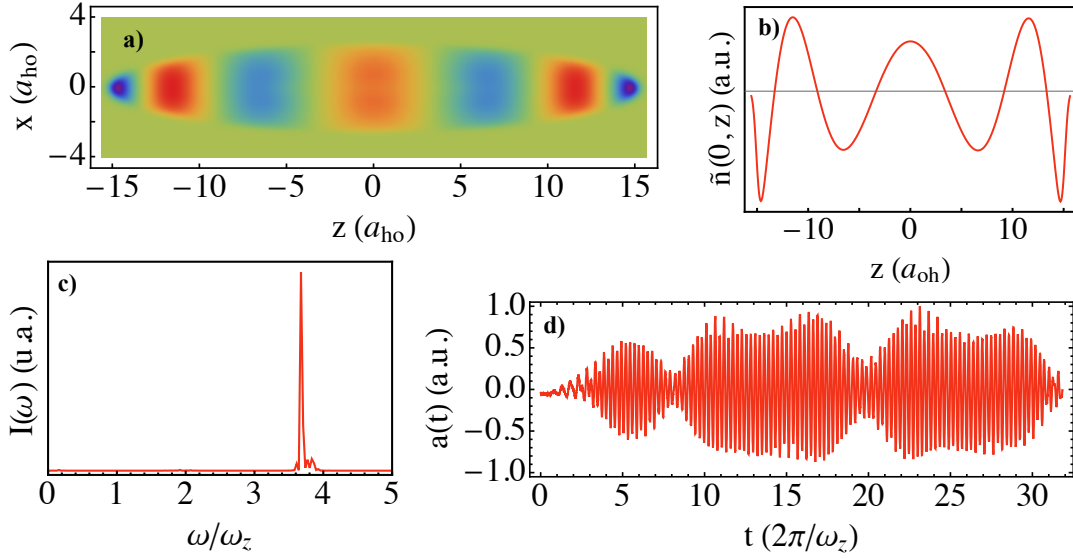 a)
x (a_ho)
4
0
−4
−15 −10 −5 0 5 10 15
z (a_ho)
b)
ñ(0, z) (a.u.)
−10 0 10
z (a_oh)
c)
I(ω) (u.a.)
0 1 2 3 4 5
ω/ω_z
d)
a(t) (a.u.)
1.0
0.5
0.0
−0.5
−1.0
0 5 10 15 20 25 30
t (2π/ω_z)